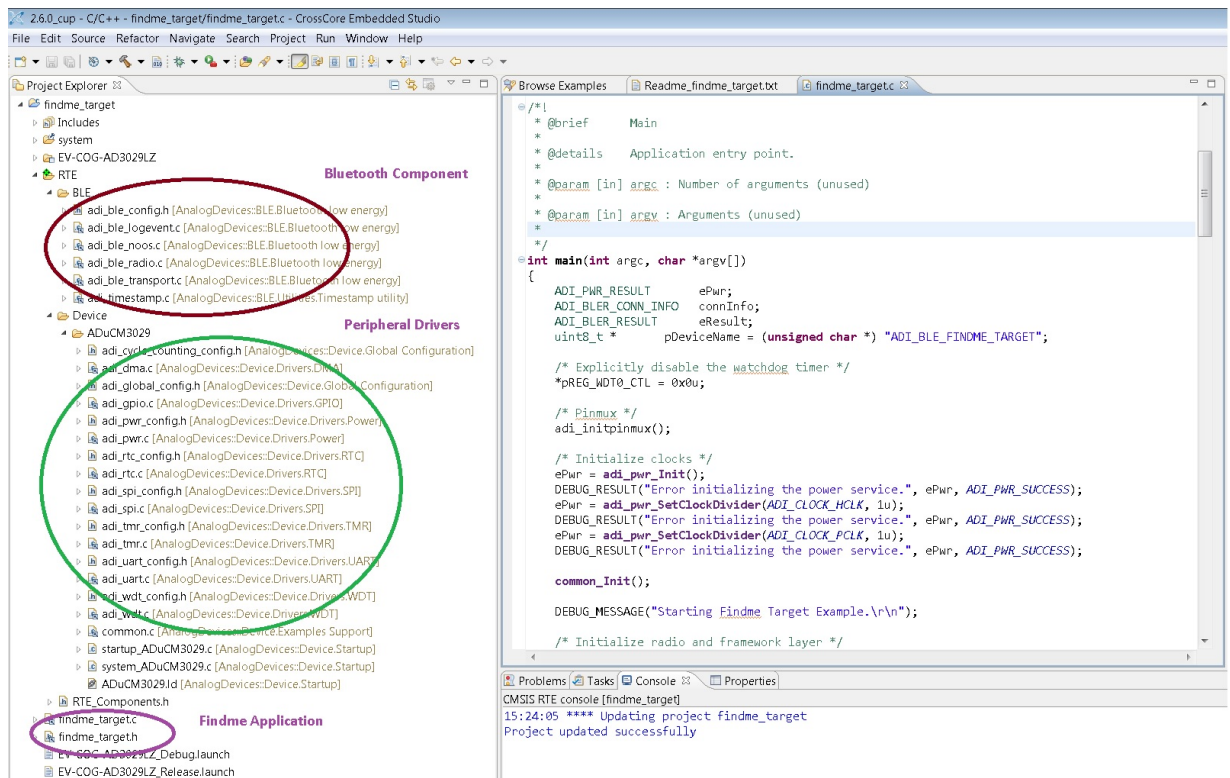 2.6.0_cup - C/C++ - findme_target/findme_target.c - CrossCore Embedded Studio
File Edit Source Refactor Navigate Search Project Run Window Help
Project Explorer
findme_target
Includes
system
EV-COG-AD3029LZ
RTE
Bluetooth Component
BLE
adi_ble_config.h [AnalogDevices::BLE.Bluetooth low energy]
adi_ble_logevent.c [AnalogDevices::BLE.Bluetooth low energy]
adi_ble_noos.c [AnalogDevices::BLE.Bluetooth low energy]
adi_ble_radio.c [AnalogDevices::BLE.Bluetooth low energy]
adi_ble_transport.c [AnalogDevices::BLE.Bluetooth low energy]
adi_timestamp.c [AnalogDevices::BLE.Utilities.Timestamp utility]
Device
Peripheral Drivers
ADuCM3029
adi_cycle_counting_config.h [AnalogDevices::Device.Global Configuration]
adi_dma.c [AnalogDevices::Device.Drivers.DMA]
adi_global_config.h [AnalogDevices::Device.Global Configuration]
adi_gpio.c [AnalogDevices::Device.Drivers.GPIO]
adi_pwr_config.h [AnalogDevices::Device.Drivers.Power]
adi_pwr.c [AnalogDevices::Device.Drivers.Power]
adi_rtc_config.h [AnalogDevices::Device.Drivers.RTC]
adi_rtc.c [AnalogDevices::Device.Drivers.RTC]
adi_spi_config.h [AnalogDevices::Device.Drivers.SPI]
adi_spi.c [AnalogDevices::Device.Drivers.SPI]
adi_tmr_config.h [AnalogDevices::Device.Drivers.TMR]
adi_tmr.c [AnalogDevices::Device.Drivers.TMR]
adi_uart_config.h [AnalogDevices::Device.Drivers.UART]
adi_uart.c [AnalogDevices::Device.Drivers.UART]
adi_wdt_config.h [AnalogDevices::Device.Drivers.WDT]
adi_wdt.c [AnalogDevices::Device.Drivers.WDT]
common.c [AnalogDevices::Device.Examples Support]
startup_ADuCM3029.c [AnalogDevices::Device.Startup]
system_ADuCM3029.c [AnalogDevices::Device.Startup]
ADuCM3029.ld [AnalogDevices::Device.Startup]
RTE_Components.h
findme_target.c
Findme Application
findme_target.h
EV-COG-AD3029LZ_Debug.launch
EV-COG-AD3029LZ_Release.launch
Browse Examples Readme_findme_target.txt findme_target.c
/*!
* @brief Main
*
* @details Application entry point.
*
* @param [in] argc : Number of arguments (unused)
*
* @param [in] argv : Arguments (unused)
*
*/
int main(int argc, char *argv[])
{
ADI_PWR_RESULT ePwr;
ADI_BLER_CONN_INFO connInfo;
ADI_BLER_RESULT eResult;
uint8_t * pDeviceName = (unsigned char *) "ADI_BLE_FINDME_TARGET";
/* Explicitly disable the watchdog timer */
*pREG_WDT0_CTL = 0x0u;
/* Pinmux */
adi_initpinmux();
/* Initialize clocks */
ePwr = adi_pwr_Init();
DEBUG_RESULT("Error initializing the power service.", ePwr, ADI_PWR_SUCCESS);
ePwr = adi_pwr_SetClockDivider(ADI_CLOCK_HCLK, 1u);
DEBUG_RESULT("Error initializing the power service.", ePwr, ADI_PWR_SUCCESS);
ePwr = adi_pwr_SetClockDivider(ADI_CLOCK_PCLK, 1u);
DEBUG_RESULT("Error initializing the power service.", ePwr, ADI_PWR_SUCCESS);
common_Init();
DEBUG_MESSAGE("Starting Findme Target Example.\r\n");
/* Initialize radio and framework layer */
Problems Tasks Console Properties
CMSIS RTE console [findme_target]
15:24:05 **** Updating project findme_target
Project updated successfully